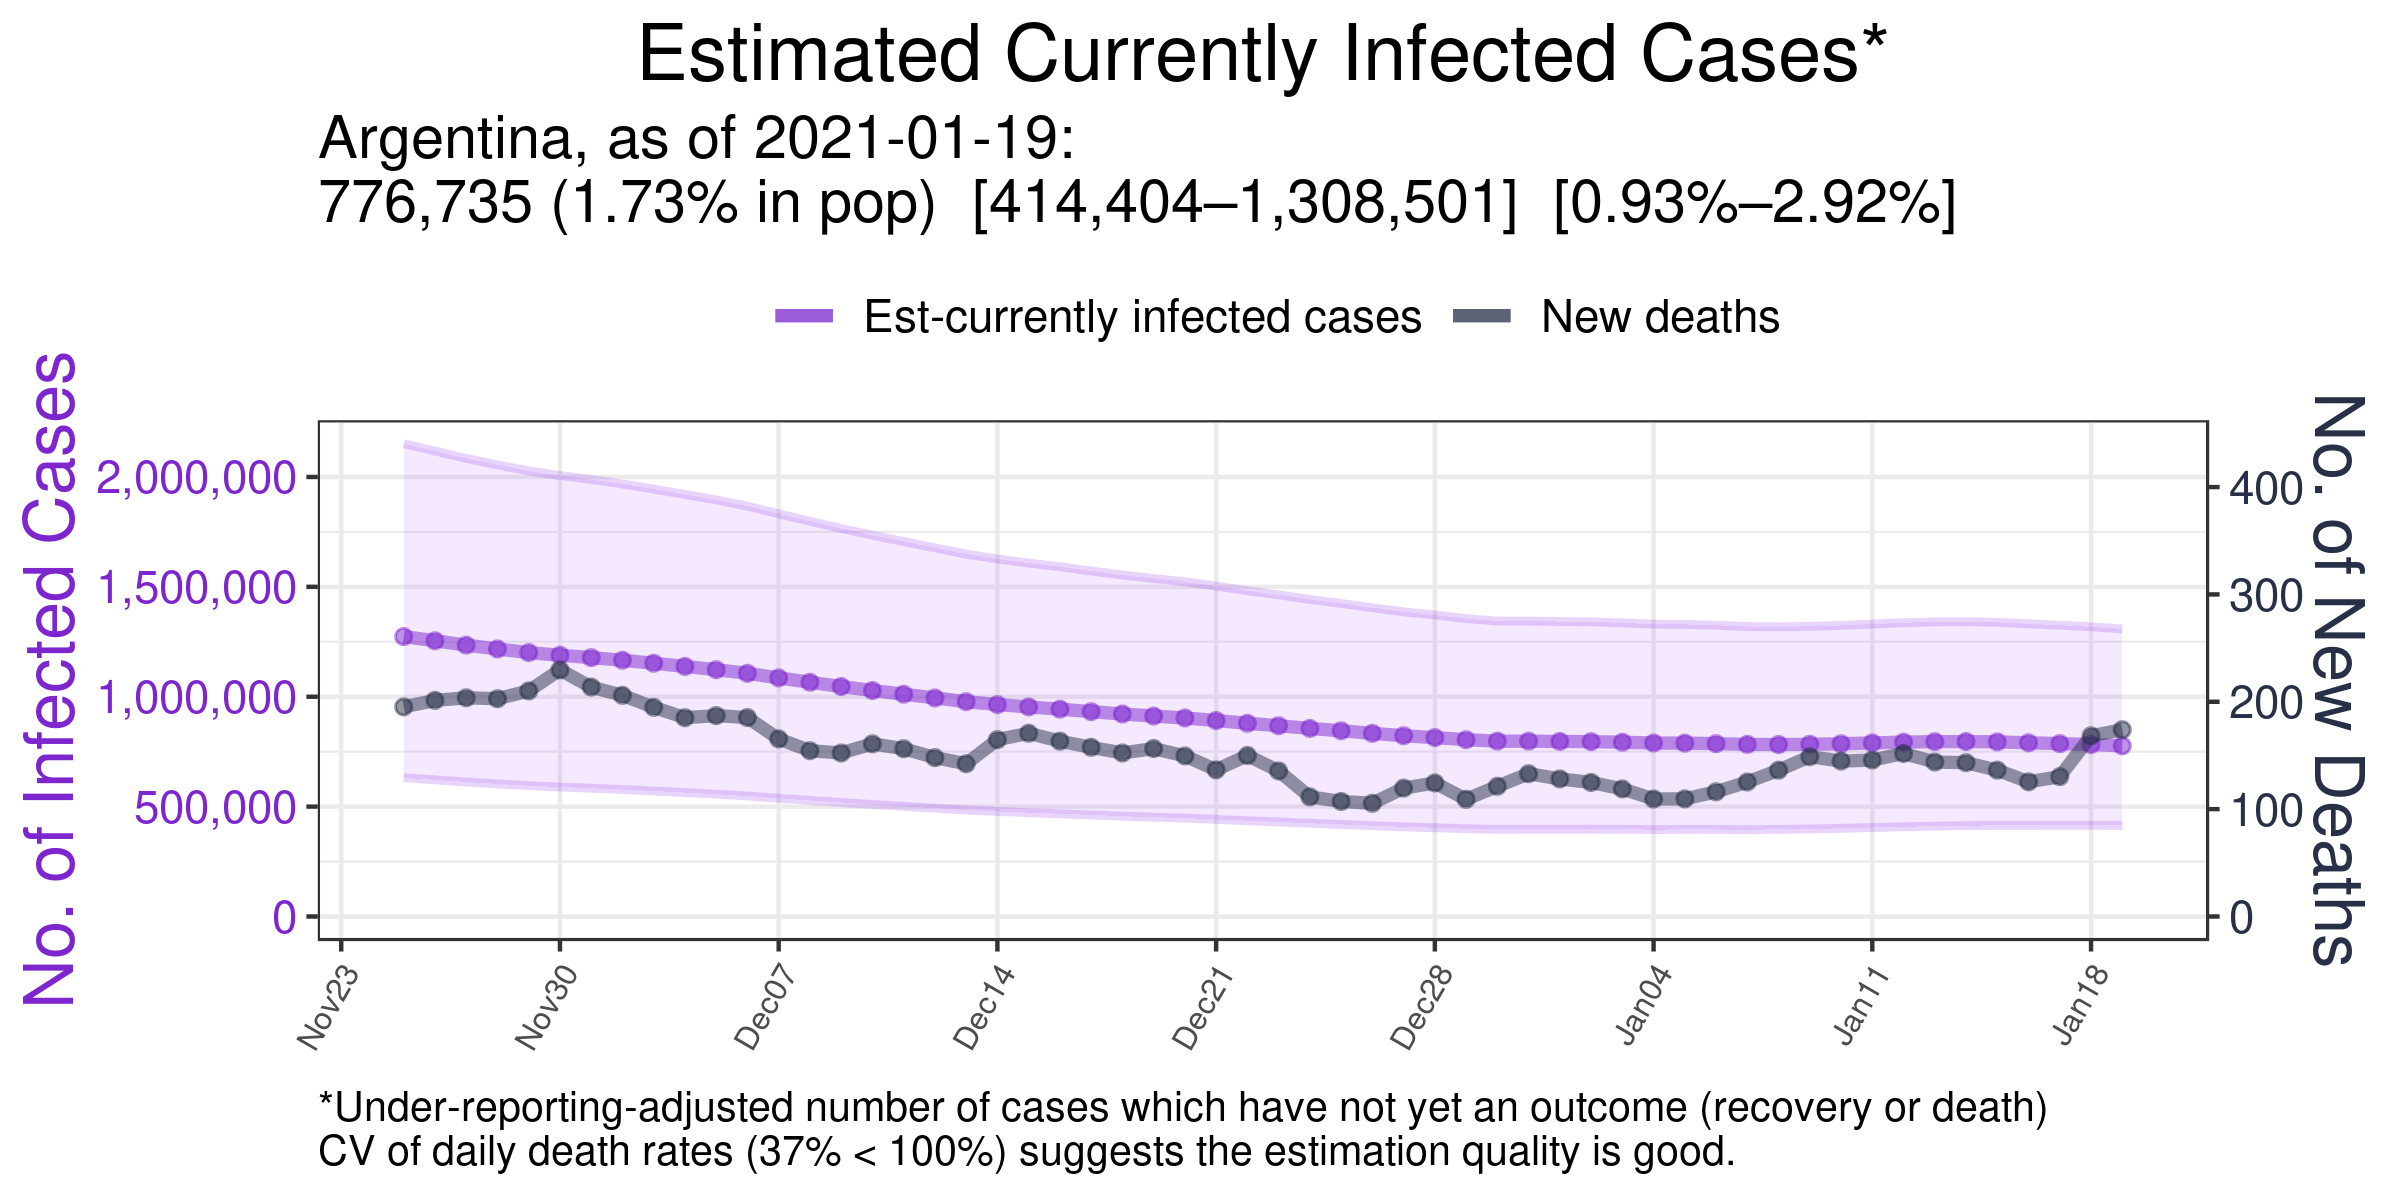 Estimated Currently Infected Cases*
Argentina, as of 2021-01-19:
776,735 (1.73% in pop) [414,404–1,308,501] [0.93%–2.92%]
Est-currently infected cases New deaths
No. of Infected Cases
2,000,000
1,500,000
1,000,000
500,000
0
400
300
200
100
0
No. of New Deaths
Nov23 Nov30 Dec07 Dec14 Dec21 Dec28 Jan04 Jan11 Jan18
*Under-reporting-adjusted number of cases which have not yet an outcome (recovery or death)
CV of daily death rates (37% < 100%) suggests the estimation quality is good.